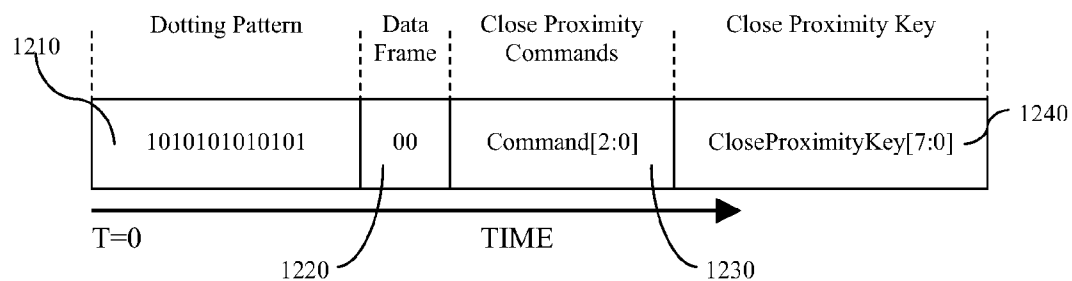 Dotting Pattern
Data Frame
Close Proximity Commands
Close Proximity Key
1210
1240
1010101010101
00
Command[2:0]
CloseProximityKey[7:0]
T=0
TIME
1220
1230